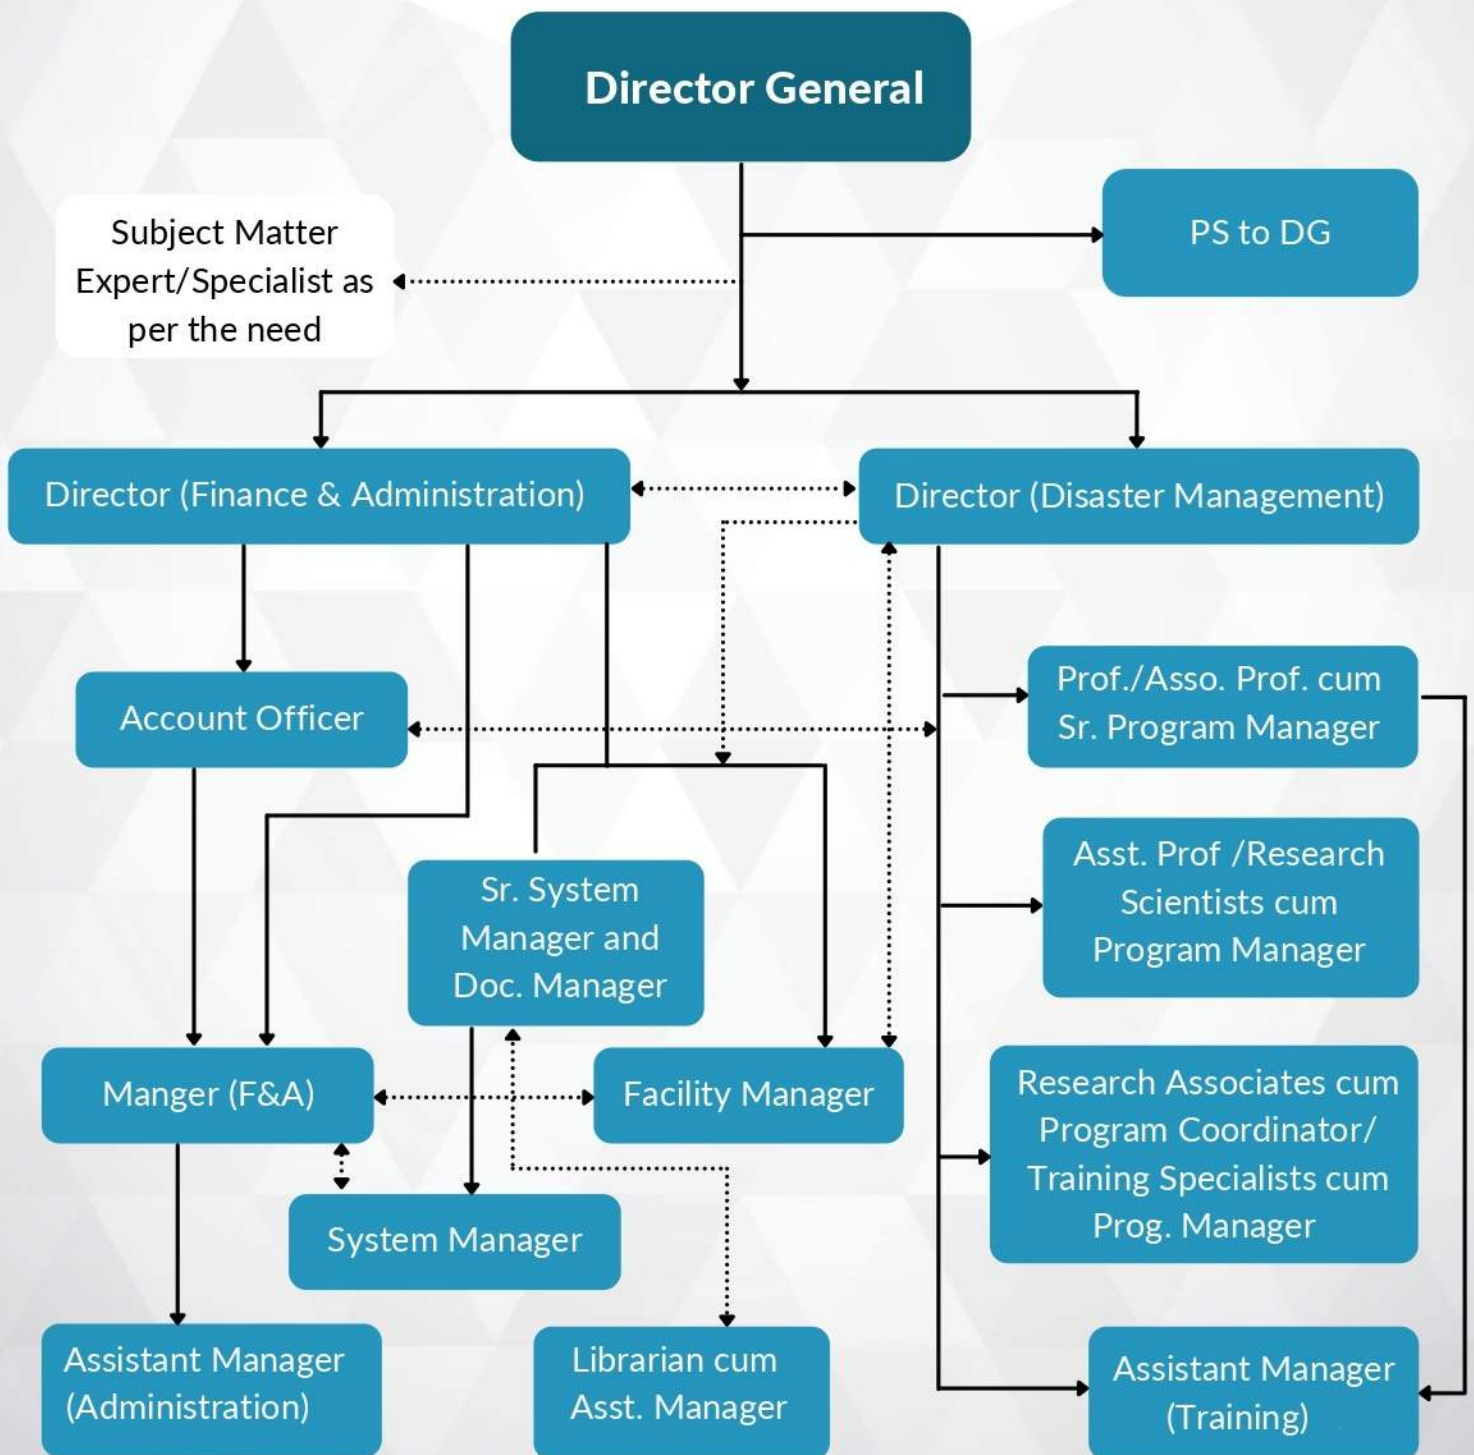 Director General
PS to DG
Subject Matter
Expert/Specialist as
per the need
Director (Finance & Administration)
Director (Disaster Management)
Account Officer
Prof./Asso. Prof. cum
Sr. Program Manager
Asst. Prof /Research
Scientists cum
Program Manager
Sr. System
Manager and
Doc. Manager
Manger (F&A)
Facility Manager
Research Associates cum
Program Coordinator/
Training Specialists cum
Prog. Manager
System Manager
Assistant Manager
(Administration)
Librarian cum
Asst. Manager
Assistant Manager
(Training)